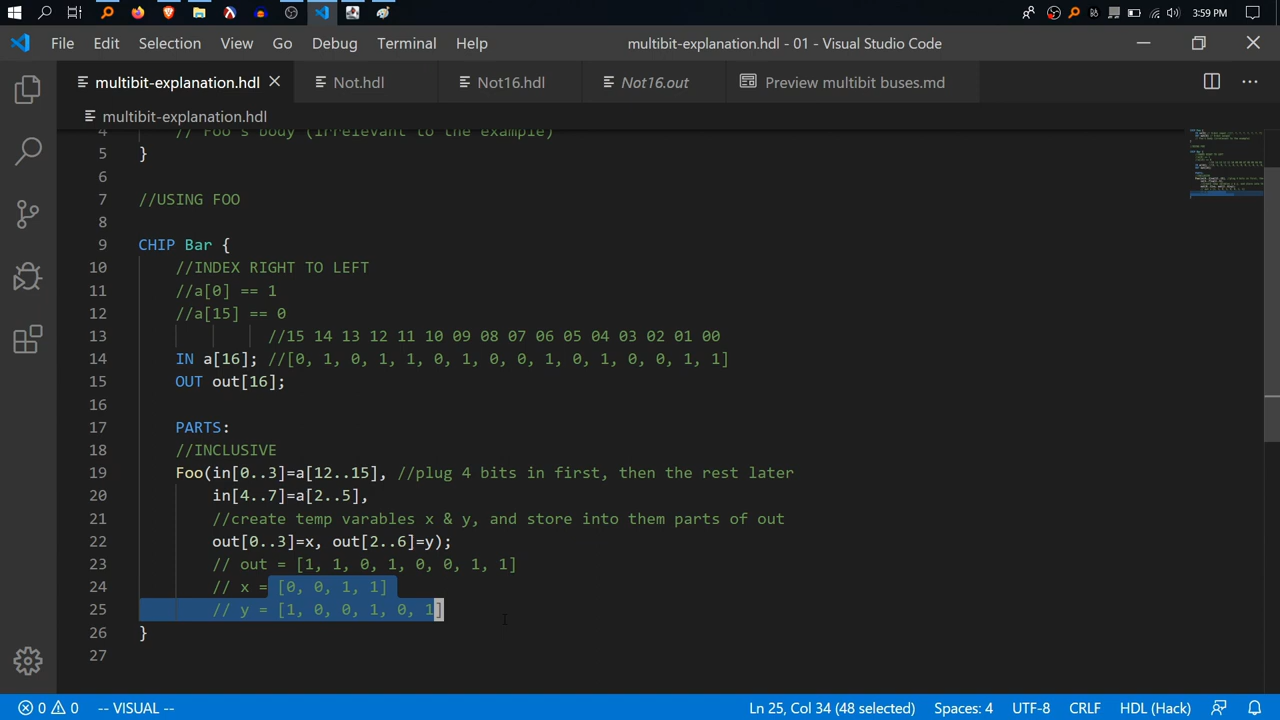 3:59 PM
File Edit Selection View Go Debug Terminal Help multibit-explanation.hdl - 01 - Visual Studio Code
multibit-explanation.hdl Not.hdl Not16.hdl Not16.out Preview multibit buses.md
multibit-explanation.hdl
4 // Foo's body (irrelevant to the example)
5 }
6
7 //USING FOO
8
9 CHIP Bar {
10 //INDEX RIGHT TO LEFT
11 //a[0] == 1
12 //a[15] == 0
13 //15 14 13 12 11 10 09 08 07 06 05 04 03 02 01 00
14 IN a[16]; //[0, 1, 0, 1, 1, 0, 1, 0, 0, 1, 0, 1, 0, 0, 1, 1]
15 OUT out[16];
16
17 PARTS:
18 //INCLUSIVE
19 Foo(in[0..3]=a[12..15], //plug 4 bits in first, then the rest later
20 in[4..7]=a[2..5],
21 //create temp varables x & y, and store into them parts of out
22 out[0..3]=x, out[2..6]=y);
23 // out = [1, 1, 0, 1, 0, 0, 1, 1]
24 // x = [0, 0, 1, 1]
25 // y = [1, 0, 0, 1, 0, 1]
26 }
27
0 0 -- VISUAL -- Ln 25, Col 34 (48 selected) Spaces: 4 UTF-8 CRLF HDL (Hack)